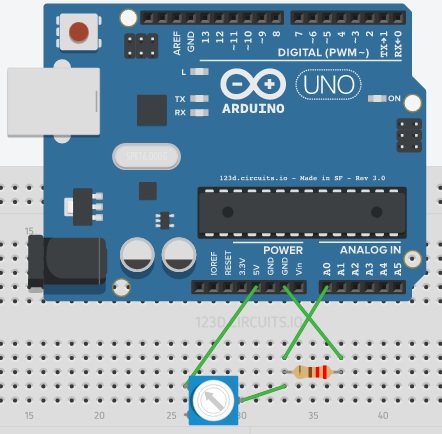 AREF
GND
13
12
~11
~10
~9
8
7
~6
~5
4
~3
2
TX→1
RX←0
DIGITAL (PWM~)
L
TX
RX
UNO
ON
ARDUINO
123d.circuits.io - Made in SF - Rev 3.0
POWER
ANALOG IN
IOREF
RESET
3.3V
5V
GND
GND
Vin
A0
A1
A2
A3
A4
A5
15
123D.CIRCUITS.IO
15
20
25
35
40